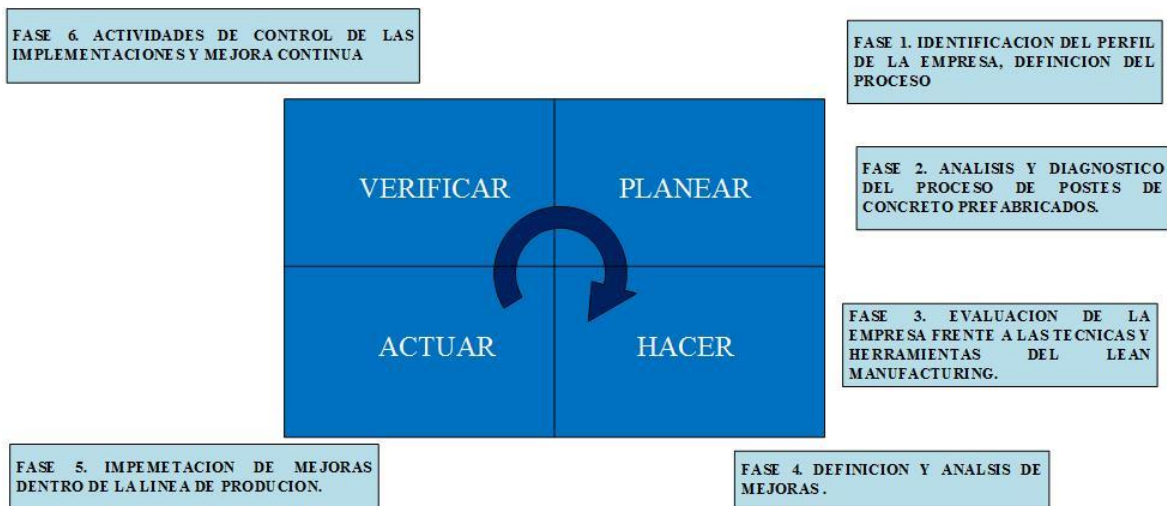 FASE 6. ACTIVIDADES DE CONTROL DE LAS
IMPLEMENTACIONES Y MEJORA CONTINUA
FASE 1. IDENTIFICACION DEL PERFIL
DE LA EMPRESA, DEFINICION DEL
PROCESO
VERIFICAR
PLANEAR
FASE 2. ANALISIS Y DIAGNOSTICO
DEL PROCESO DE POSTES DE
CONCRETO PREFABRICADOS.
ACTUAR
HACER
FASE 3. EVALUACION DE LA
EMPRESA FRENTE A LAS TECNICAS Y
HERRAMIENTAS DEL LEAN
MANUFACTURING.
FASE 5. IMPEMETACION DE MEJORAS
DENTRO DE LA LINEA DE PRODUCION.
FASE 4. DEFINICION Y ANALSIS DE
MEJORAS .